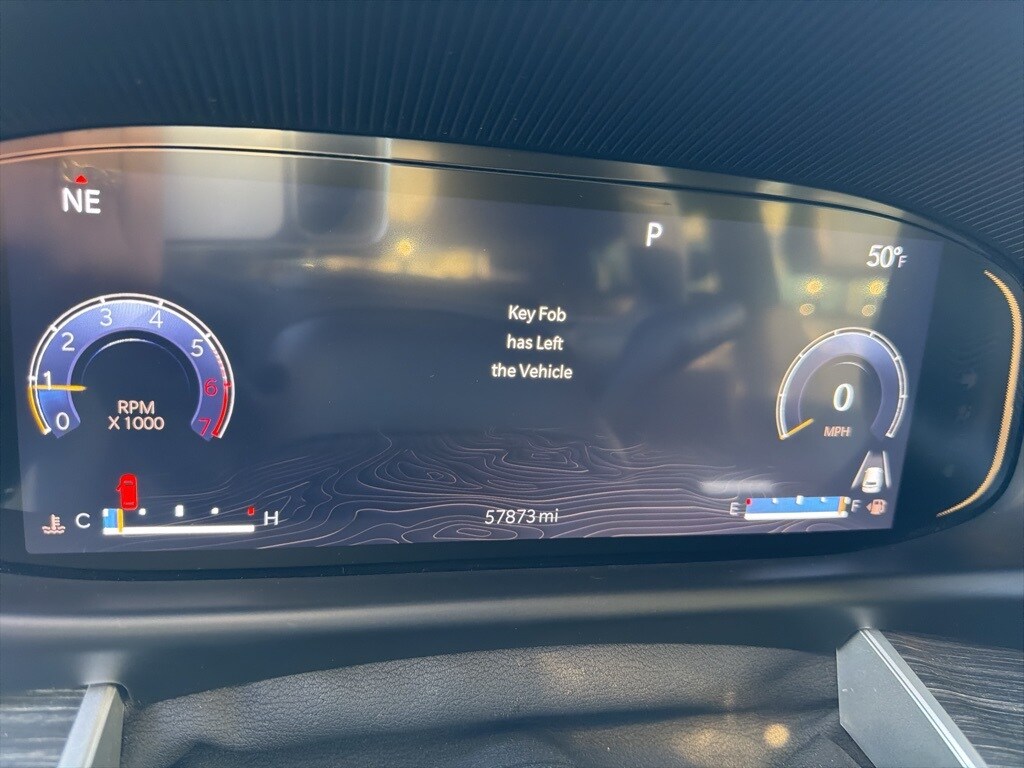 NE
P
50°F
Key Fob
has Left
the Vehicle
0
1
2
3
4
5
6
7
RPM
X 1000
0
MPH
C
H
57873 mi
E
F